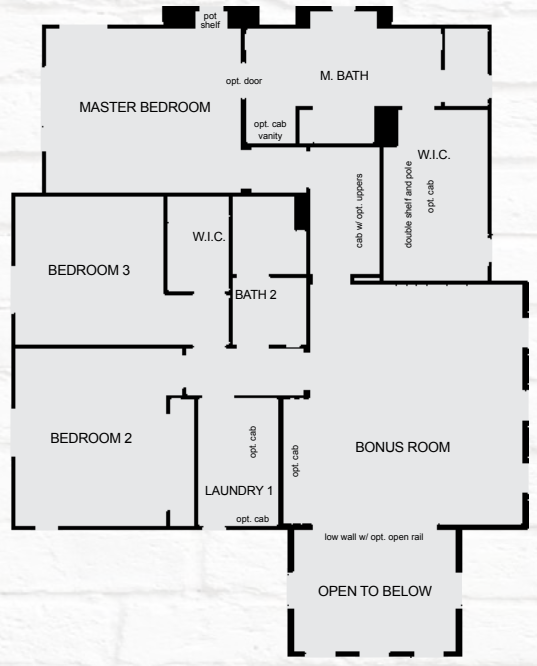 pot
shelf
opt. door
M. BATH
MASTER BEDROOM
opt. cab
vanity
W.I.C.
double shelf and pole
opt. cab
cab w/ opt. uppers
W.I.C.
BEDROOM 3
BATH 2
BEDROOM 2
BONUS ROOM
opt. cab
opt. cab
LAUNDRY 1
opt. cab
low wall w/ opt. open rail
OPEN TO BELOW